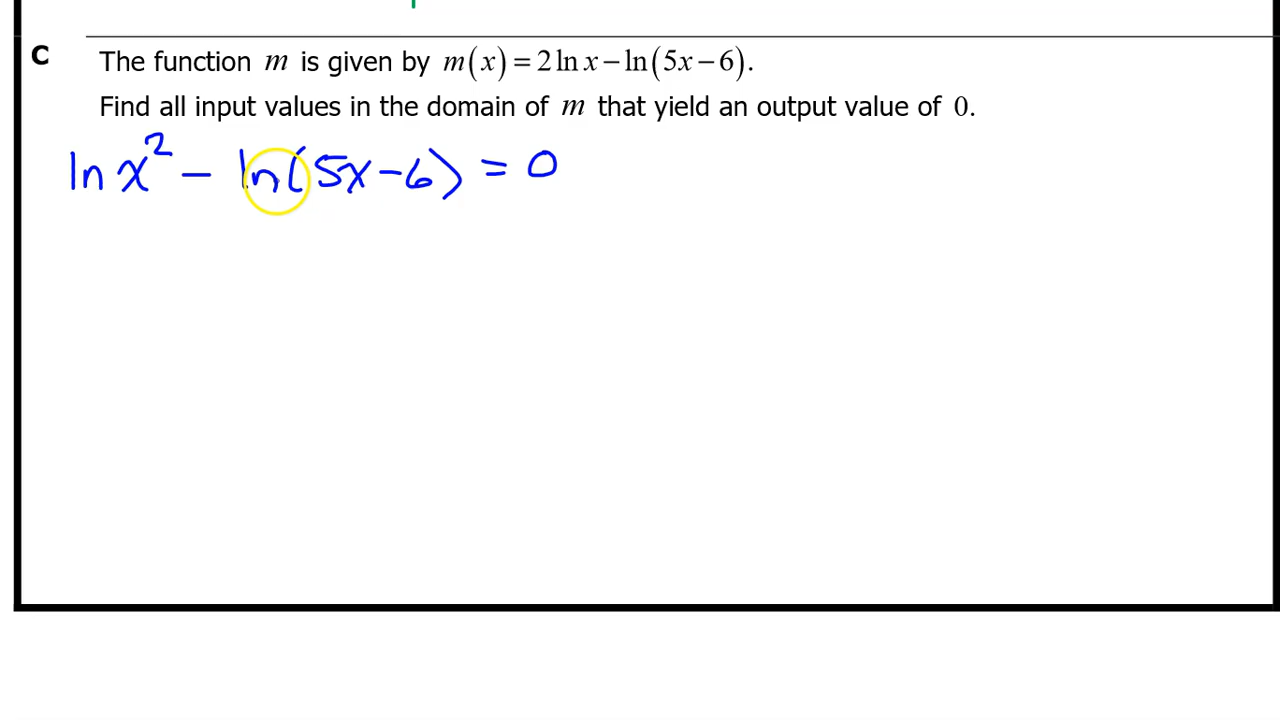 C The function m is given by m(x) = 2 ln x − ln(5x − 6).
Find all input values in the domain of m that yield an output value of 0.
ln x² − ln(5x − 6) = 0